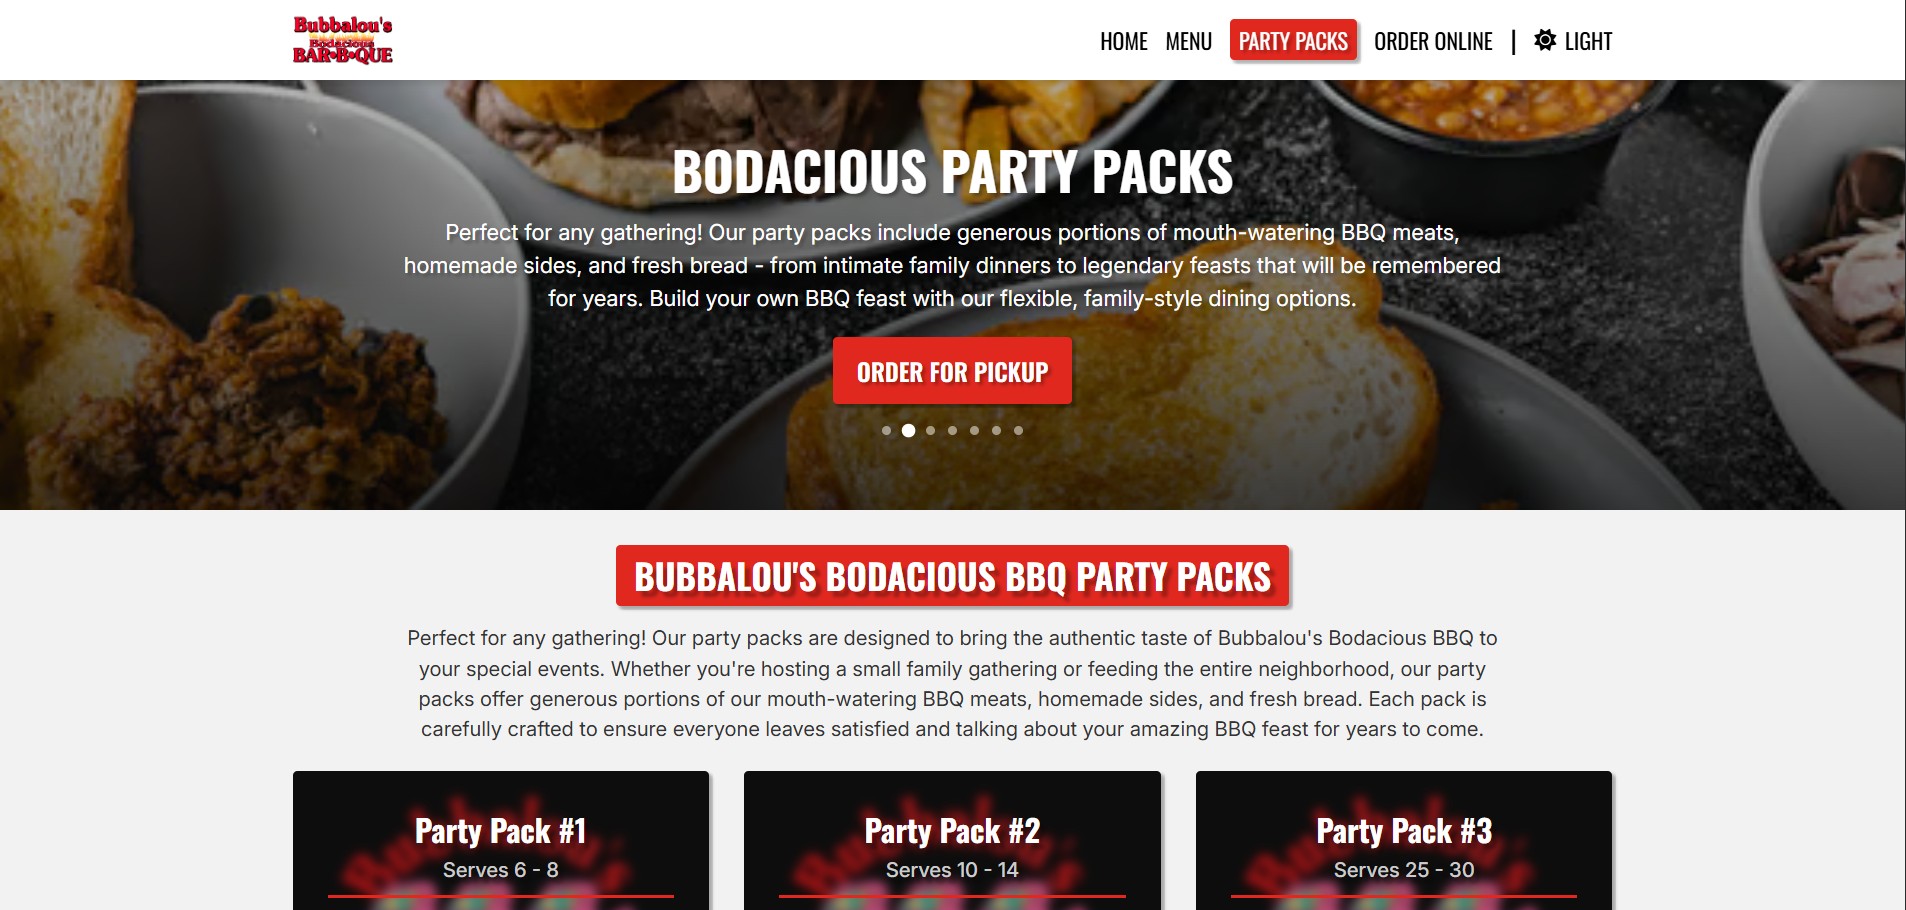 Bubbalou's
Bodacious
BAR•B•QUE
HOME MENU PARTY PACKS ORDER ONLINE | LIGHT
BODACIOUS PARTY PACKS
Perfect for any gathering! Our party packs include generous portions of mouth-watering BBQ meats,
homemade sides, and fresh bread - from intimate family dinners to legendary feasts that will be remembered
for years. Build your own BBQ feast with our flexible, family-style dining options.
ORDER FOR PICKUP
BUBBALOU'S BODACIOUS BBQ PARTY PACKS
Perfect for any gathering! Our party packs are designed to bring the authentic taste of Bubbalou's Bodacious BBQ to
your special events. Whether you're hosting a small family gathering or feeding the entire neighborhood, our party
packs offer generous portions of our mouth-watering BBQ meats, homemade sides, and fresh bread. Each pack is
carefully crafted to ensure everyone leaves satisfied and talking about your amazing BBQ feast for years to come.
Party Pack #1
Serves 6 - 8
Party Pack #2
Serves 10 - 14
Party Pack #3
Serves 25 - 30